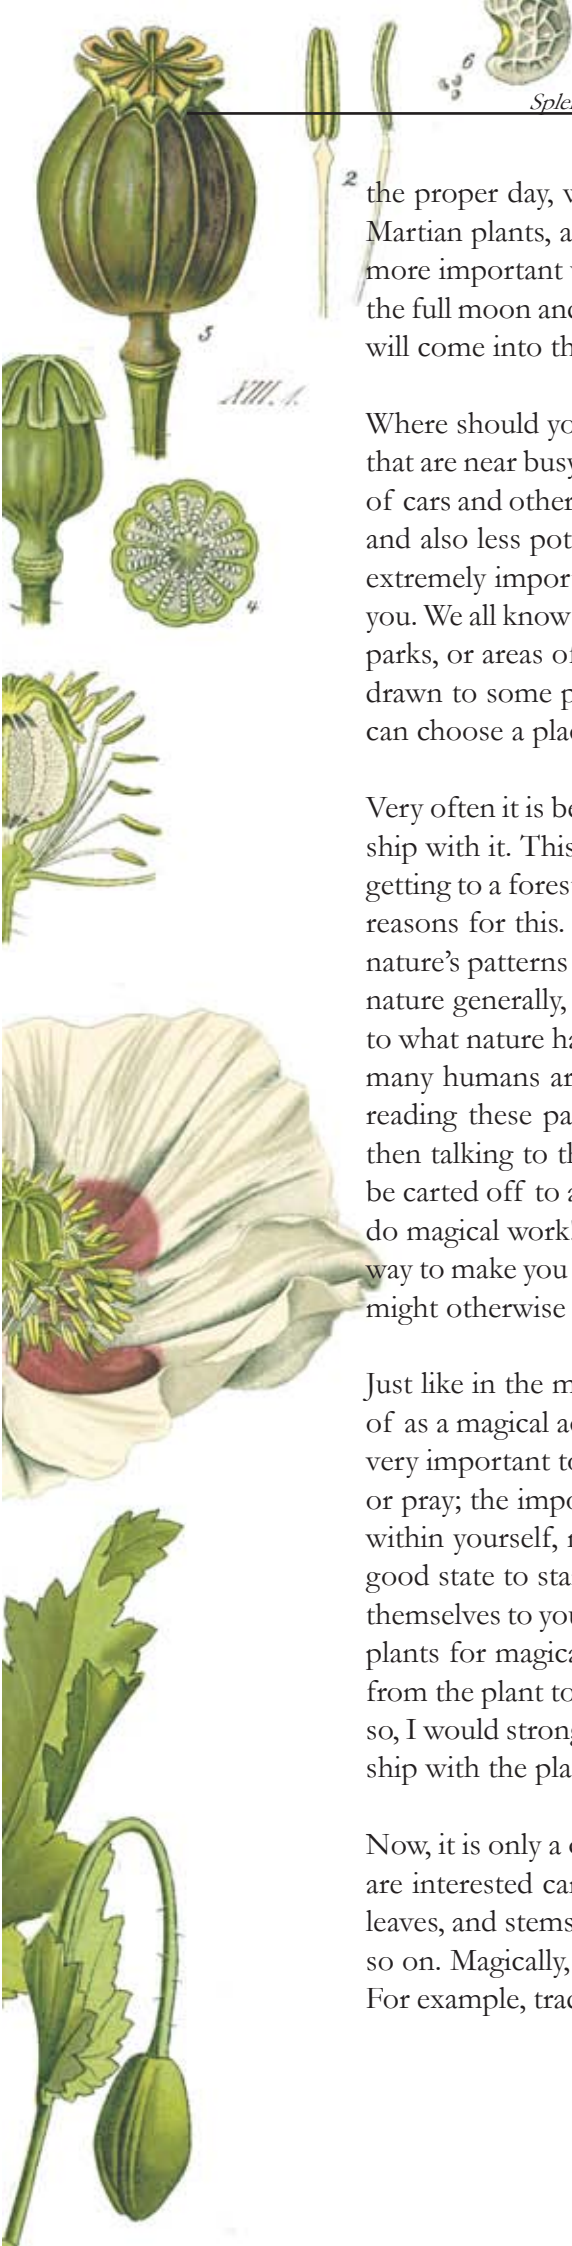 6
2
the proper day, w
Martian plants, a
more important
the full moon and
will come into th
5
XIII. 1.
Where should yo
that are near busy
of cars and other
and also less pot
extremely impor
4
you. We all know
parks, or areas of
drawn to some p
can choose a plac
Very often it is be
ship with it. This
getting to a fores
reasons for this.
nature's patterns
nature generally,
to what nature ha
many humans ar
reading these pa
then talking to th
be carted off to a
do magical work!
way to make you
might otherwise
Just like in the m
of as a magical ac
very important to
or pray; the impo
within yourself, r
good state to sta
themselves to you
plants for magica
from the plant to
so, I would strong
ship with the pla
Now, it is only a c
are interested can
leaves, and stems
so on. Magically,
For example, trad